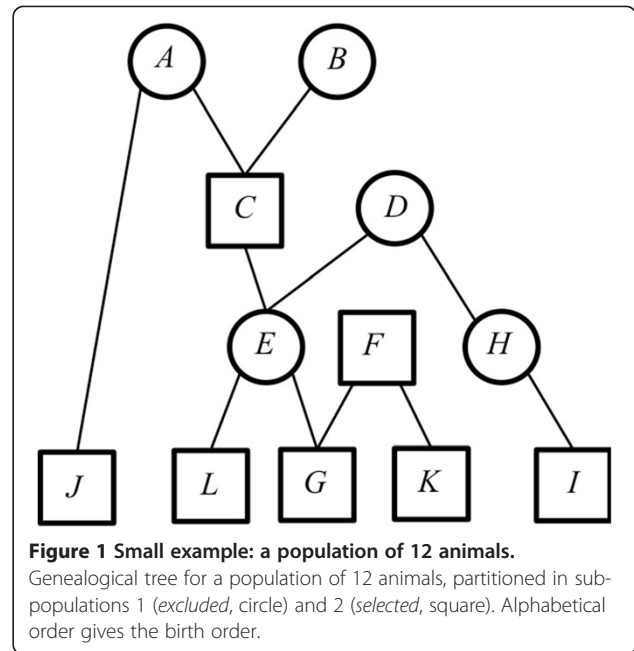 A B
C D
E F H
J L G K I
Figure 1 Small example: a population of 12 animals.
Genealogical tree for a population of 12 animals, partitioned in sub-
populations 1 (excluded, circle) and 2 (selected, square). Alphabetical
order gives the birth order.